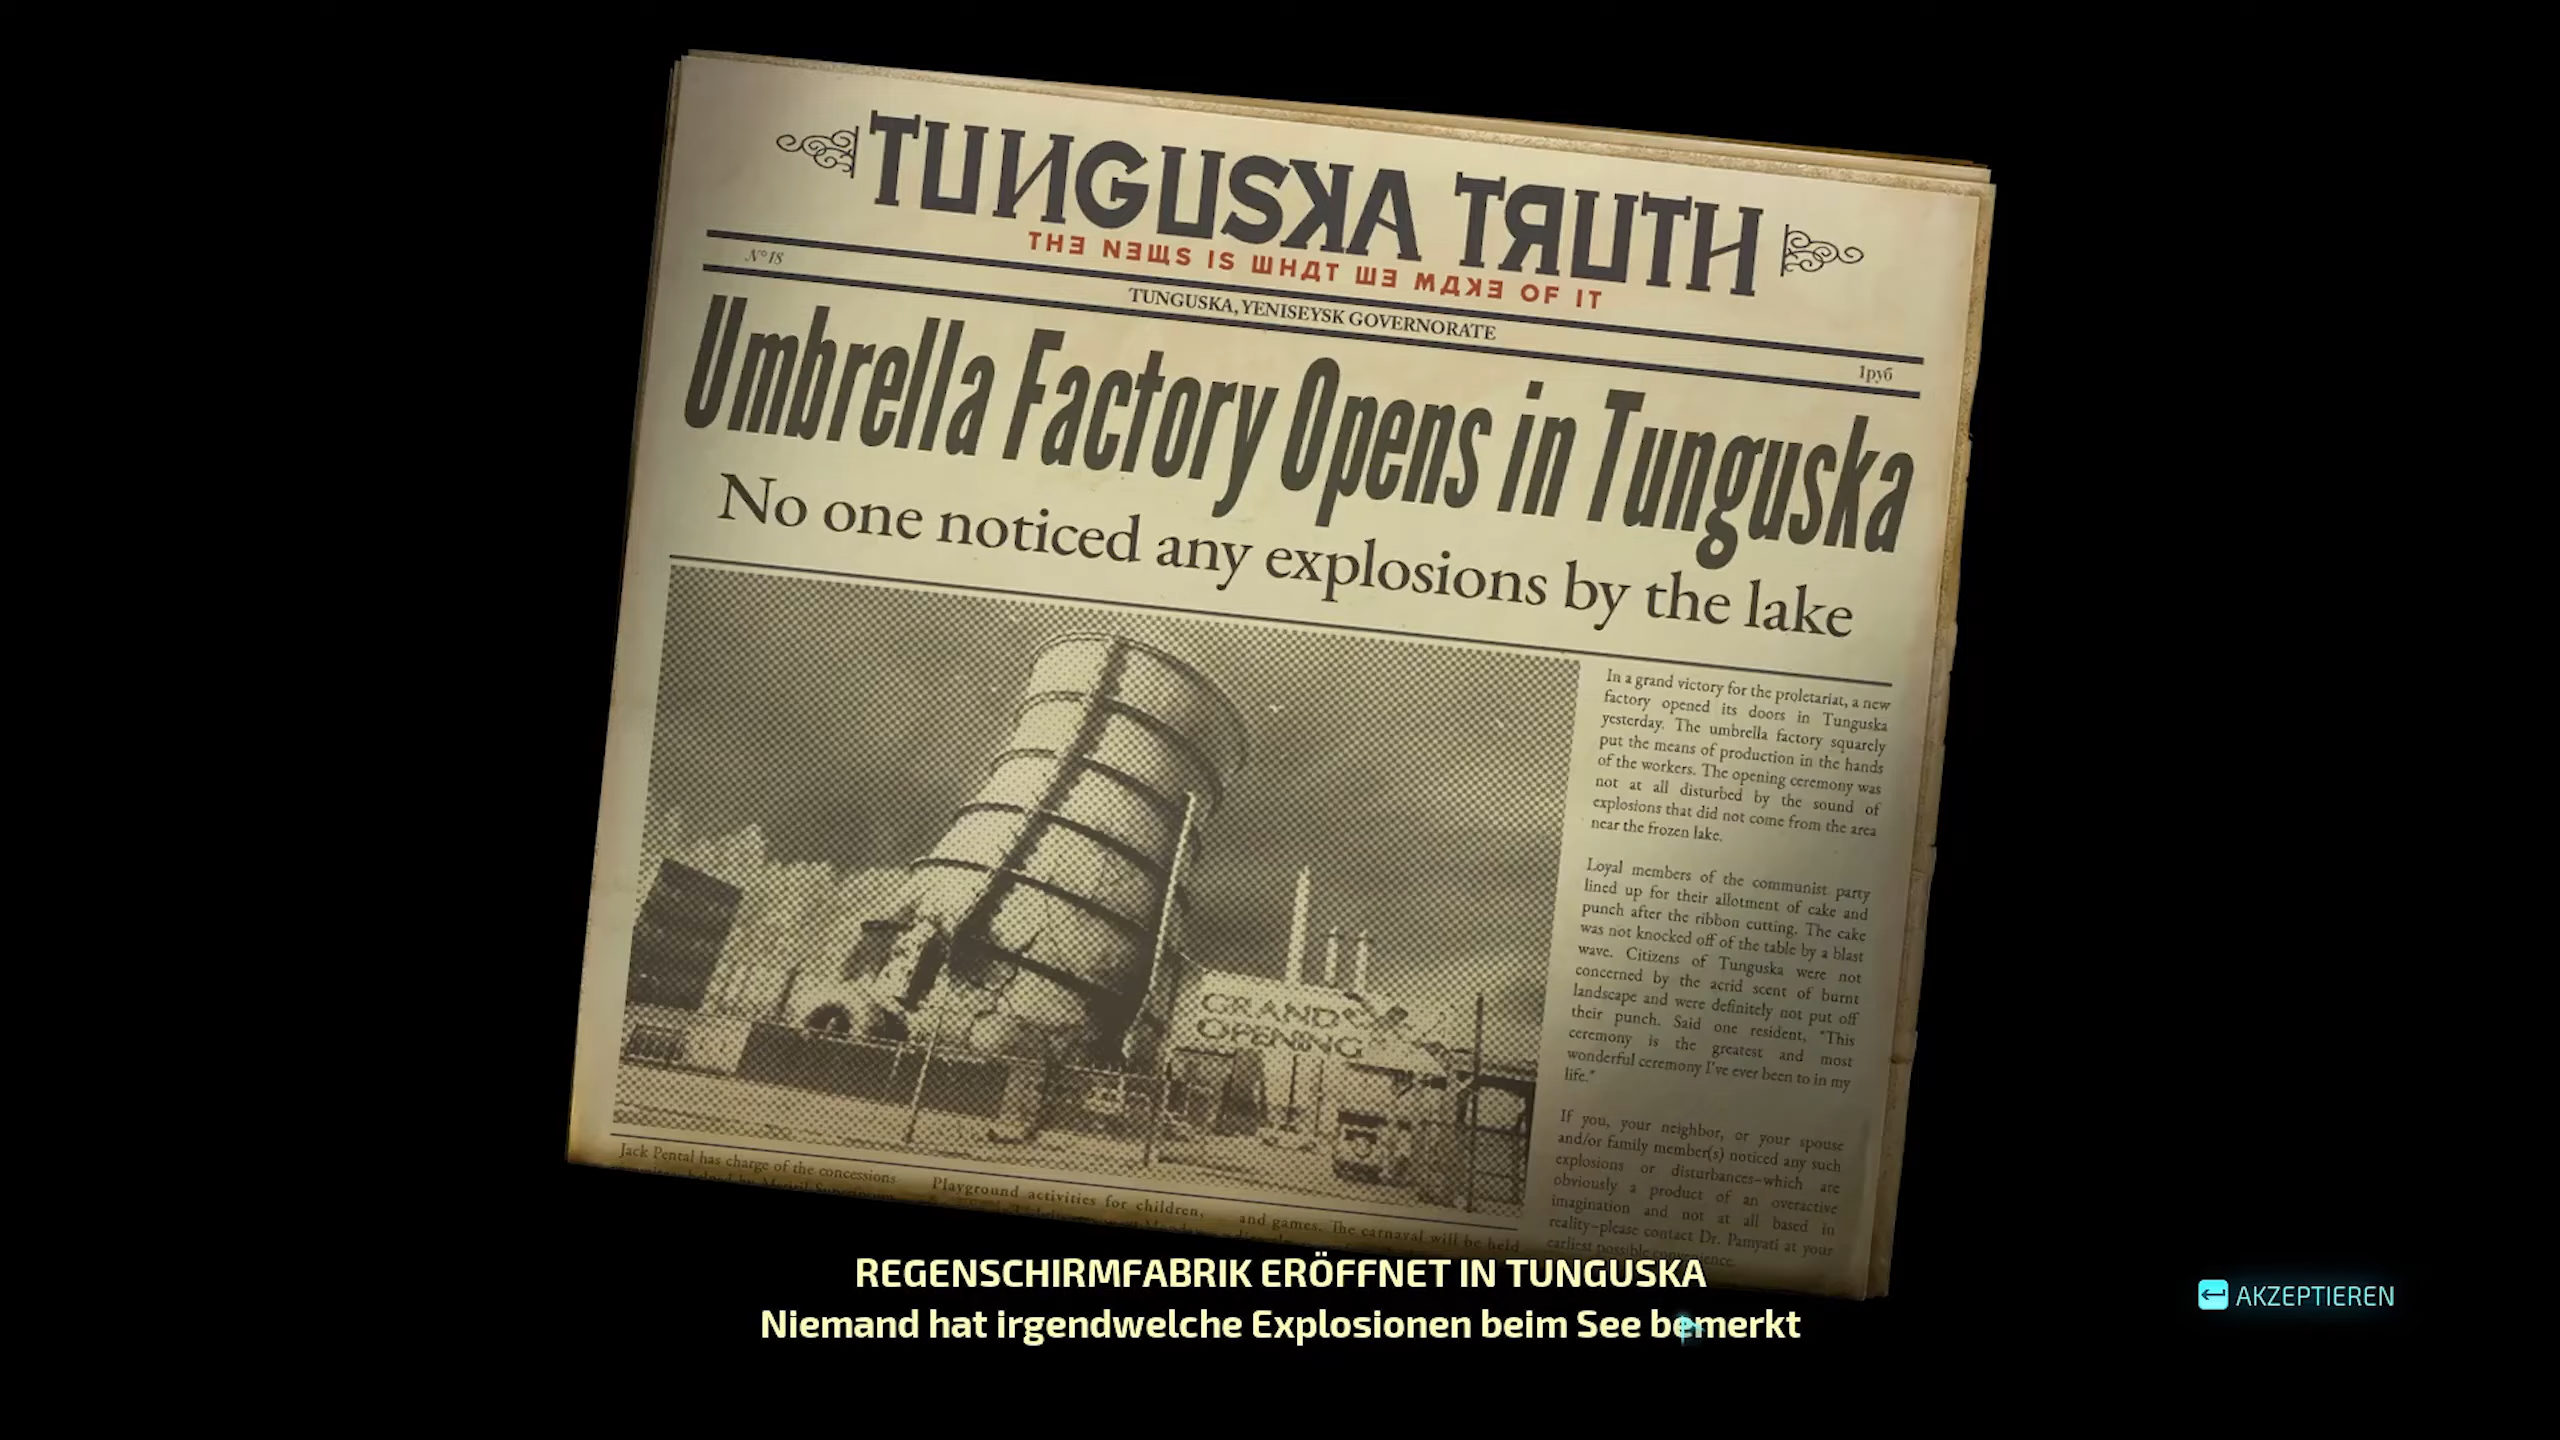 TUИGUSꓘA TЯUTH
THƎ NƎШS IS ШHДT ШƎ MДꓘƎ OF IT
N°18
TUNGUSKA, YENISEYSK GOVERNORATE
1руб
Umbrella Factory Opens in Tunguska
No one noticed any explosions by the lake
In a grand victory for the proletariat, a new
factory opened its doors in Tunguska
yesterday. The umbrella factory squarely
put the means of production in the hands
of the workers. The opening ceremony was
not at all disturbed by the sound of
explosions that did not come from the area
near the frozen lake.
Loyal members of the communist party
lined up for their allotment of cake and
punch after the ribbon cutting. The cake
was not knocked off of the table by a blast
wave. Citizens of Tunguska were not
concerned by the acrid scent of burnt
landscape and were definitely not put off
their punch. Said one resident, "This
ceremony is the greatest and most
wonderful ceremony I've ever been to in my
life."
If you, your neighbor, or your spouse
and/or family member(s) noticed any such
explosions or disturbances–which are
obviously a product of an overactive
imagination and not at all based in
reality–please contact Dr. Pamyati at your
earliest possible convenience.
GRAND
OPENING
Jack Pental has charge of the concessions
Playground activities for children,
and games. The carnaval will be held
REGENSCHIRMFABRIK ERÖFFNET IN TUNGUSKA
Niemand hat irgendwelche Explosionen beim See bemerkt
AKZEPTIEREN